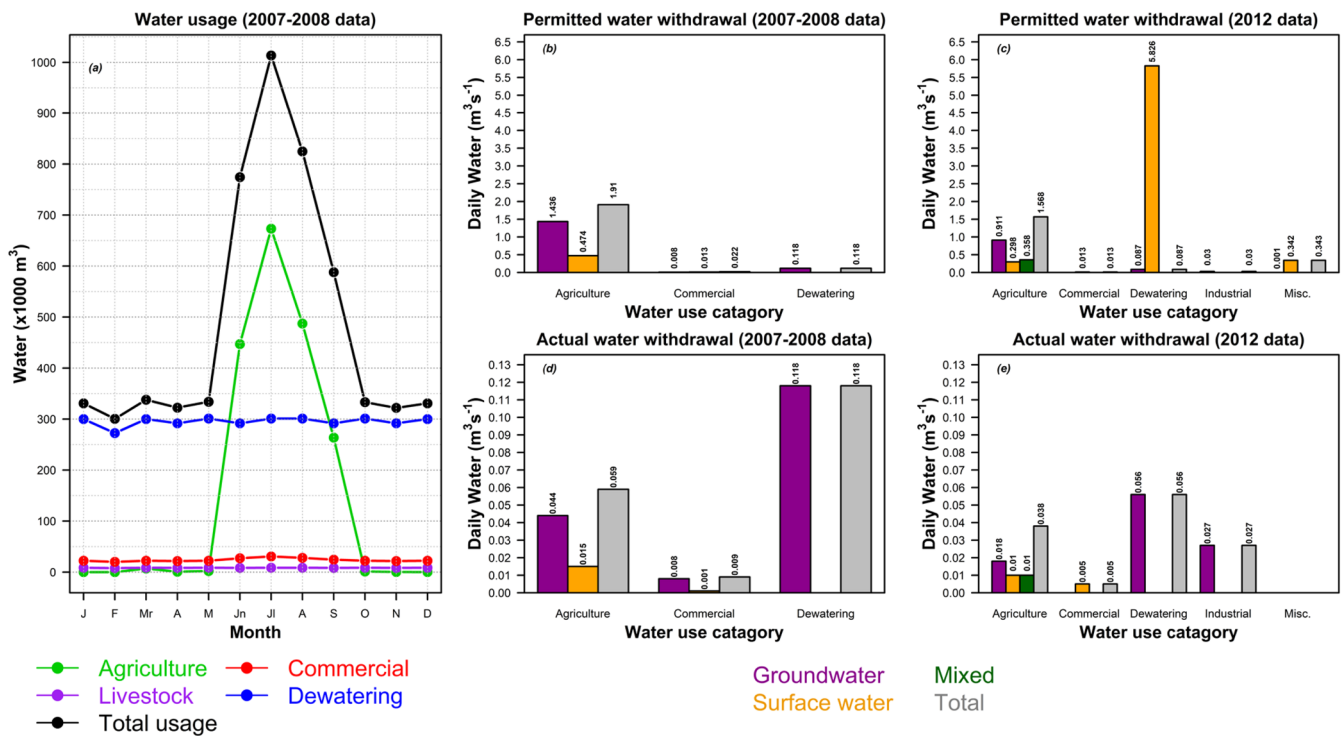 Water usage (2007-2008 data)
(a)
Water (x1000 m³)
1000
900
800
700
600
500
400
300
200
100
0
J F Mr A M Jn Jl A S O N D
Month
Agriculture Commercial
Livestock Dewatering
Total usage
Permitted water withdrawal (2007-2008 data)
(b)
Daily Water (m³s⁻¹)
6.5
6.0
5.5
5.0
4.5
4.0
3.5
3.0
2.5
2.0
1.5
1.0
0.5
0.0
1.436 0.474 1.91 0.008 0.013 0.022 0.118 0.118
Agriculture Commercial Dewatering
Water use catagory
Permitted water withdrawal (2012 data)
(c)
Daily Water (m³s⁻¹)
6.5
6.0
5.5
5.0
4.5
4.0
3.5
3.0
2.5
2.0
1.5
1.0
0.5
0.0
0.911 0.298 0.358 1.568 0.013 0.013 0.087 5.826 0.087 0.03 0.03 0.001 0.342 0.343
Agriculture Commercial Dewatering Industrial Misc.
Water use catagory
Actual water withdrawal (2007-2008 data)
(d)
Daily Water (m³s⁻¹)
0.13
0.12
0.11
0.10
0.09
0.08
0.07
0.06
0.05
0.04
0.03
0.02
0.01
0.00
0.044 0.015 0.059 0.008 0.001 0.009 0.118 0.118
Agriculture Commercial Dewatering
Water use catagory
Actual water withdrawal (2012 data)
(e)
Daily Water (m³s⁻¹)
0.13
0.12
0.11
0.10
0.09
0.08
0.07
0.06
0.05
0.04
0.03
0.02
0.01
0.00
0.018 0.01 0.01 0.038 0.005 0.005 0.056 0.056 0.027 0.027
Agriculture Commercial Dewatering Industrial Misc.
Water use catagory
Groundwater Mixed
Surface water Total